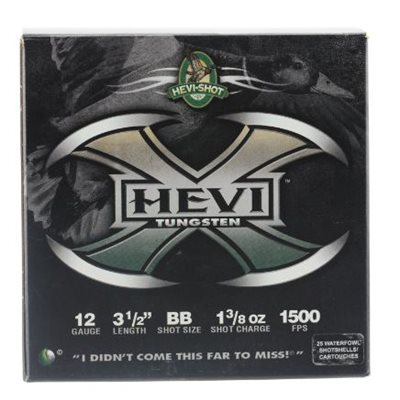 HEVI-SHOT
HEVI™
TUNGSTEN
12 3 1/2" BB 1 3/8 OZ 1500
GAUGE LENGTH SHOT SIZE SHOT CHARGE FPS
© "I DIDN'T COME THIS FAR TO MISS!©"
25 WATERFOWL
SHOTSHELLS/
CARTOUCHES